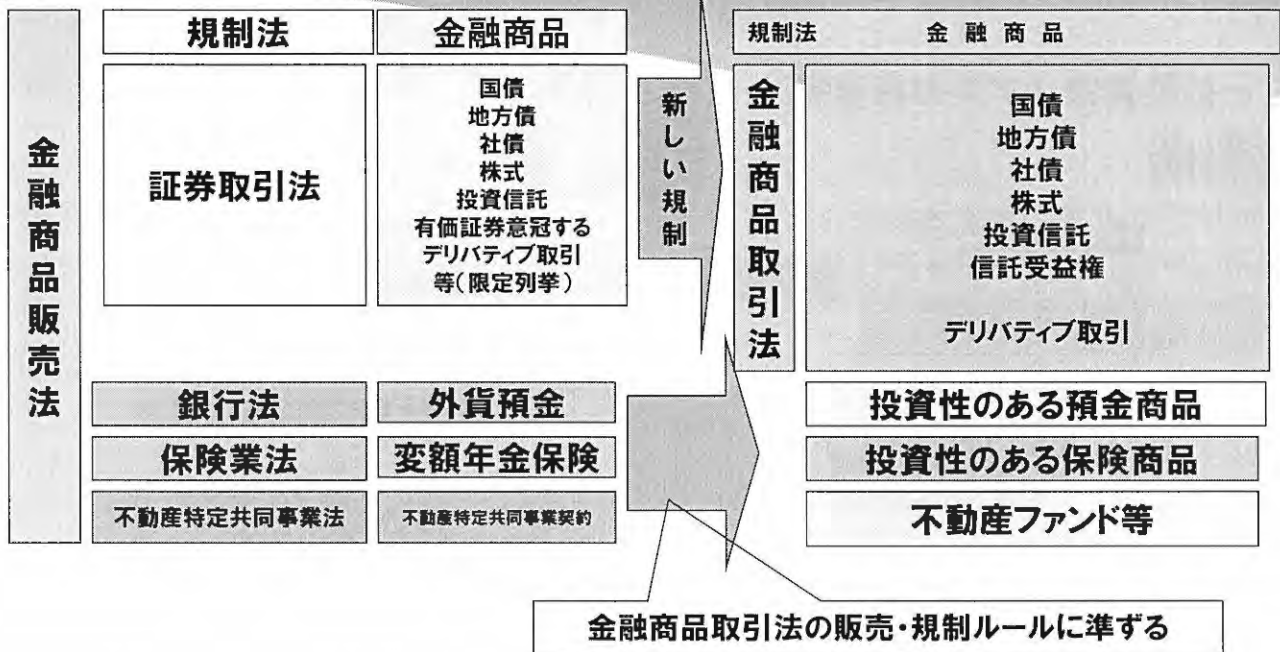 金融商品販売法
規制法
金融商品
証券取引法
国債
地方債
社債
株式
投資信託
有価証券意冠する
デリバティブ取引
等(限定列挙)
銀行法
外貨預金
保険業法
変額年金保険
不動産特定共同事業法
不動産特定共同事業契約
新しい規制
規制法
金融商品
金融商品取引法
国債
地方債
社債
株式
投資信託
信託受益権
デリバティブ取引
投資性のある預金商品
投資性のある保険商品
不動産ファンド等
金融商品取引法の販売・規制ルールに準ずる